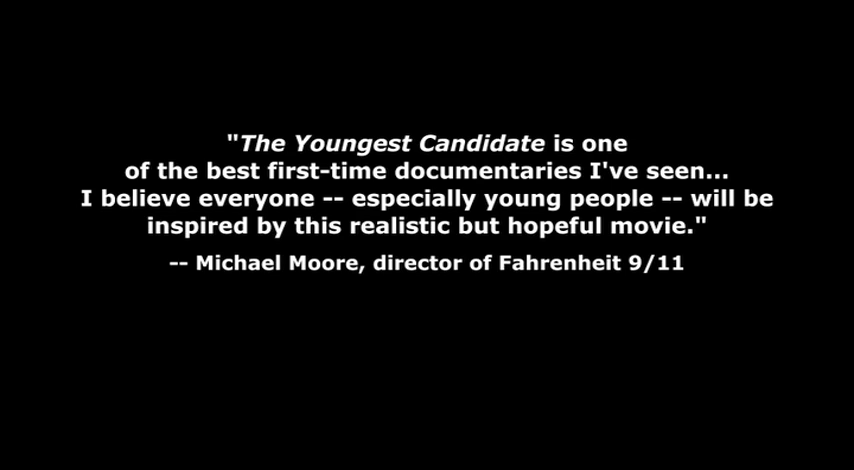 "The Youngest Candidate is one
of the best first-time documentaries I've seen...
I believe everyone -- especially young people -- will be
inspired by this realistic but hopeful movie."
-- Michael Moore, director of Fahrenheit 9/11